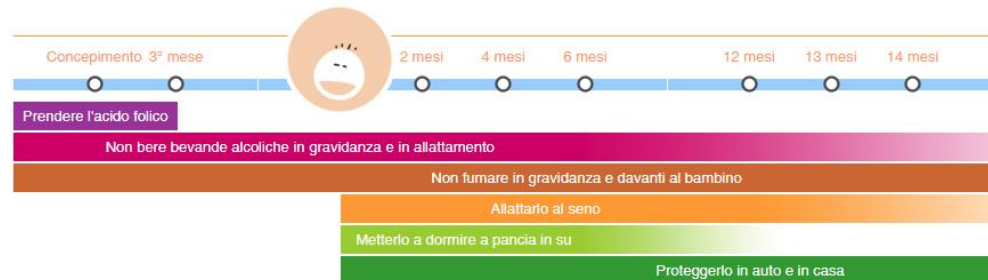 Concepimento 3° mese 2 mesi 4 mesi 6 mesi 12 mesi 13 mesi 14 mesi
Prendere l'acido folico
Non bere bevande alcoliche in gravidanza e in allattamento
Non fumare in gravidanza e davanti al bambino
Allattarlo al seno
Metterlo a dormire a pancia in su
Proteggerlo in auto e in casa